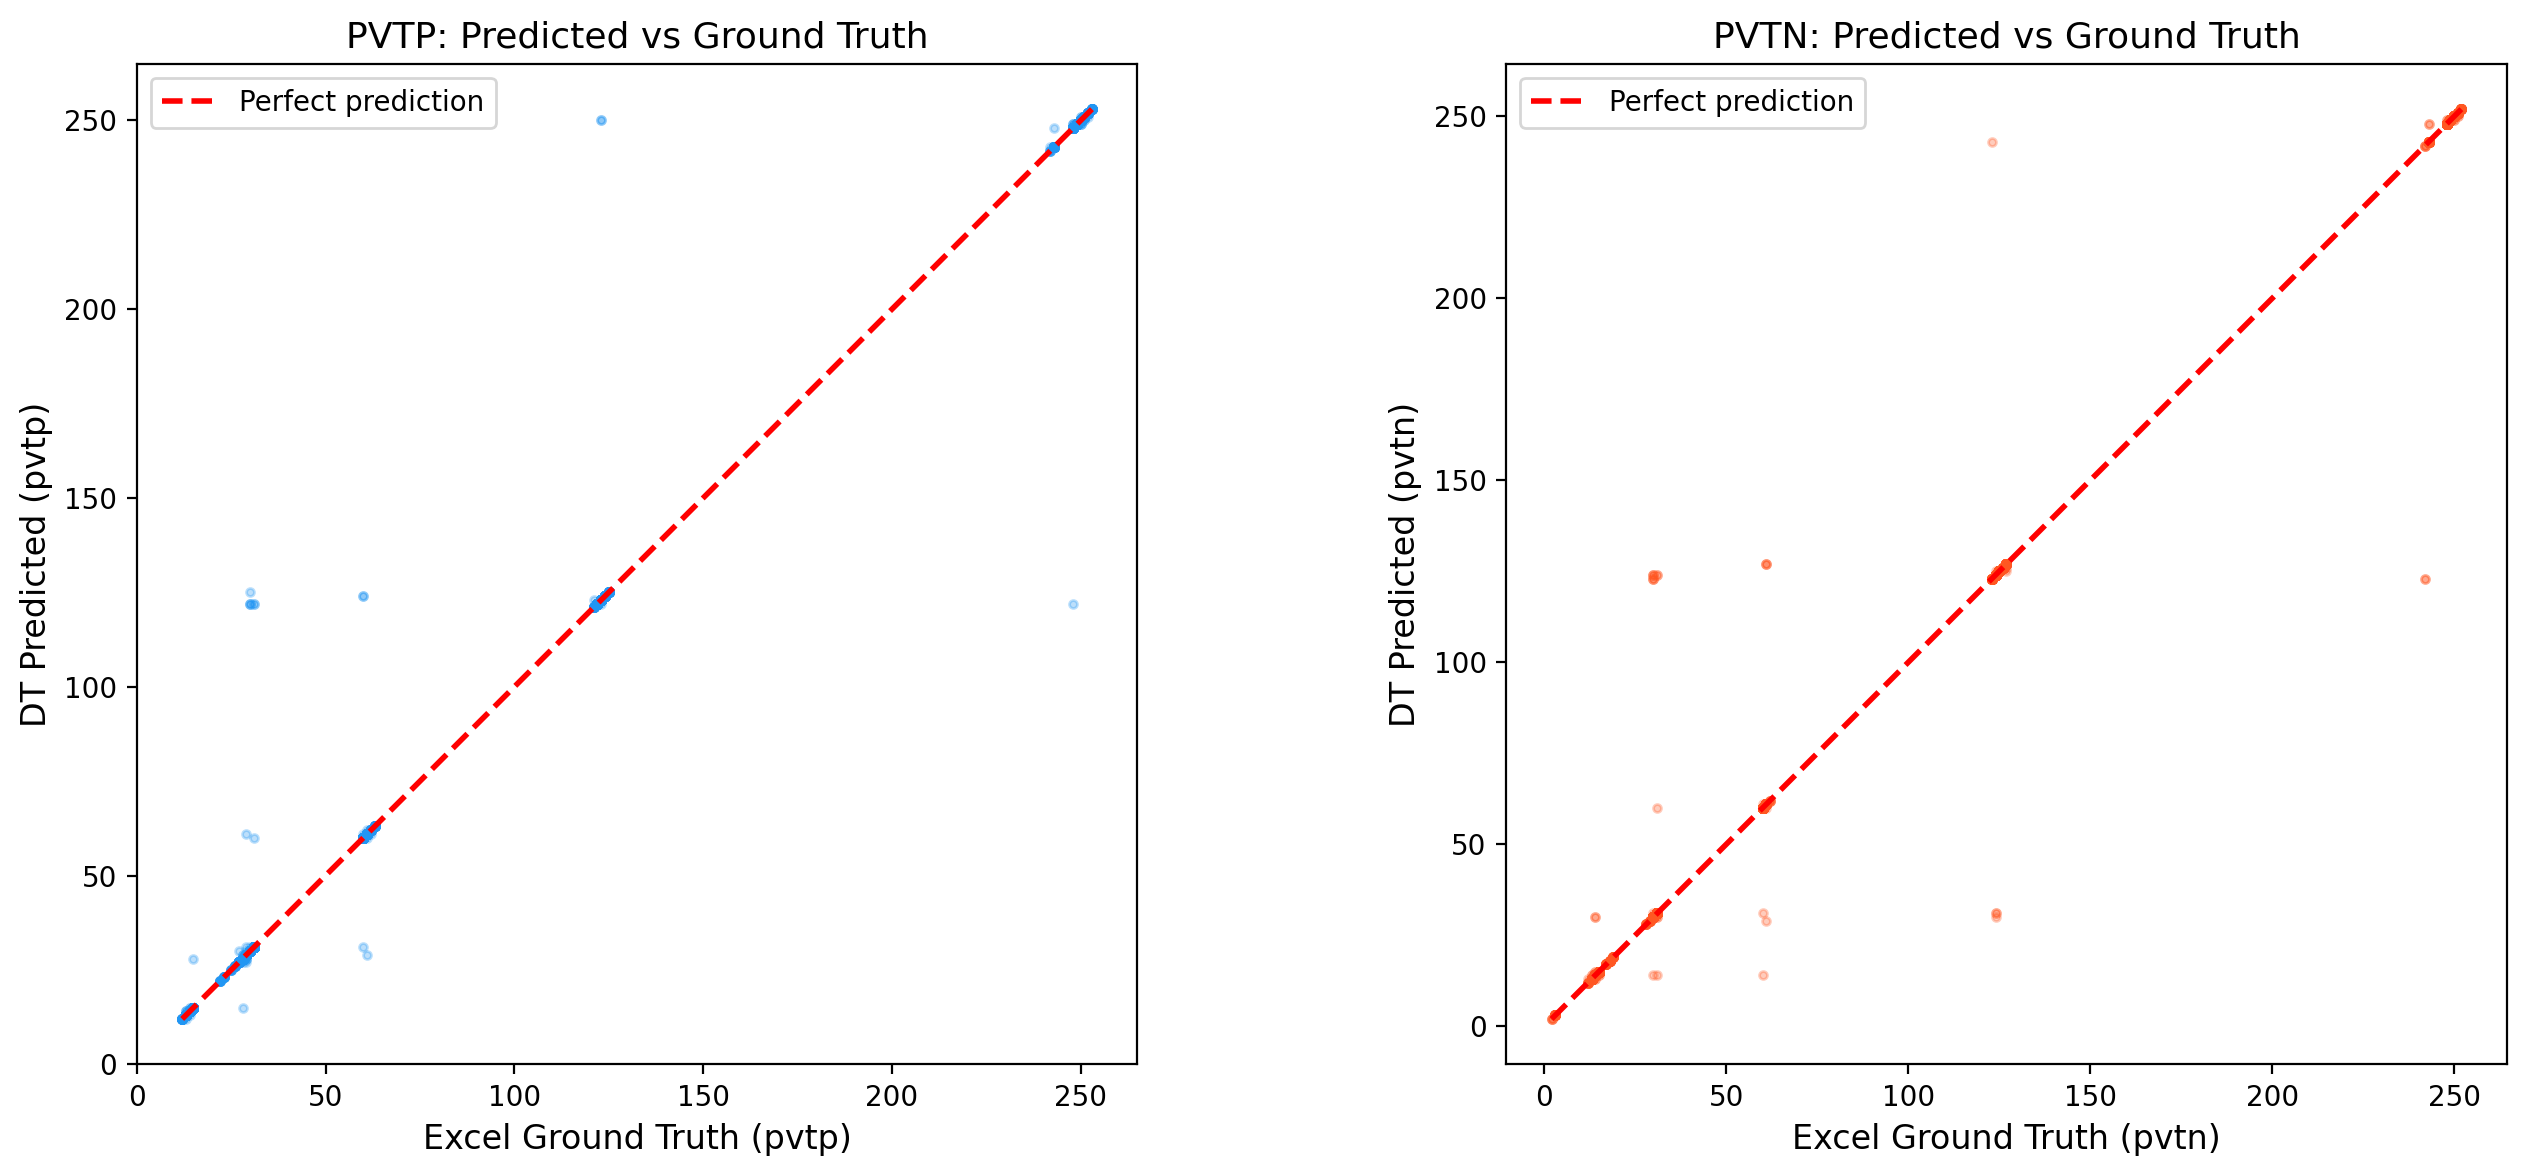 PVTP: Predicted vs Ground Truth
Perfect prediction
250
200
150
100
50
0
DT Predicted (pvtp)
0 50 100 150 200 250
Excel Ground Truth (pvtp)
PVTN: Predicted vs Ground Truth
Perfect prediction
250
200
150
100
50
0
DT Predicted (pvtn)
0 50 100 150 200 250
Excel Ground Truth (pvtn)